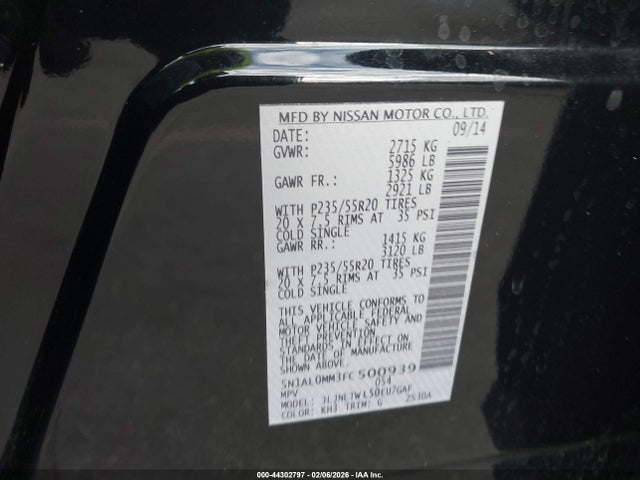 MFD BY NISSAN MOTOR CO., LTD.
DATE: 09/14
GVWR: 2715 KG
5986 LB
GAWR FR.: 1325 KG
2921 LB
WITH P235/55R20 TIRES
20 X 7.5 RIMS AT 35 PSI
COLD SINGLE
GAWR RR.: 1415 KG
3120 LB
WITH P235/55R20 TIRES
20 X 7.5 RIMS AT 35 PSI
COLD SINGLE
THIS VEHICLE CONFORMS TO
ALL APPLICABLE FEDERAL
MOTOR VEHICLE SAFETY AND
THEFT PREVENTION
STANDARDS IN EFFECT ON
THE DATE OF MANUFACTURE
SHOWN ABOVE.
5N1AL0MM3FC500939
MPV 054
MODEL: JLJNLTWL50EU7GAF
COLOR: KH3 TRIM: G 2530A
000-44302797 - 02/06/2026 - IAA Inc.